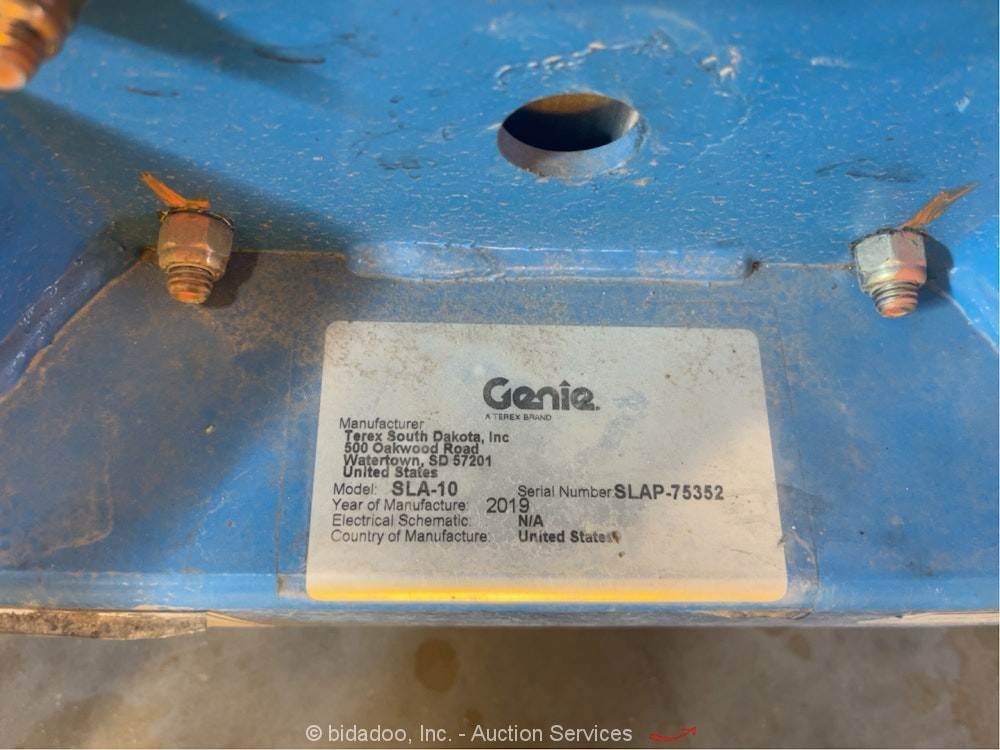 Genie.
A TEREX BRAND
Manufacturer
Terex South Dakota, Inc
500 Oakwood Road
Watertown, SD 57201
United States
Model: SLA-10 Serial Number: SLAP-75352
Year of Manufacture: 2019
Electrical Schematic: N/A
Country of Manufacture: United States
© bidadoo, Inc. - Auction Services